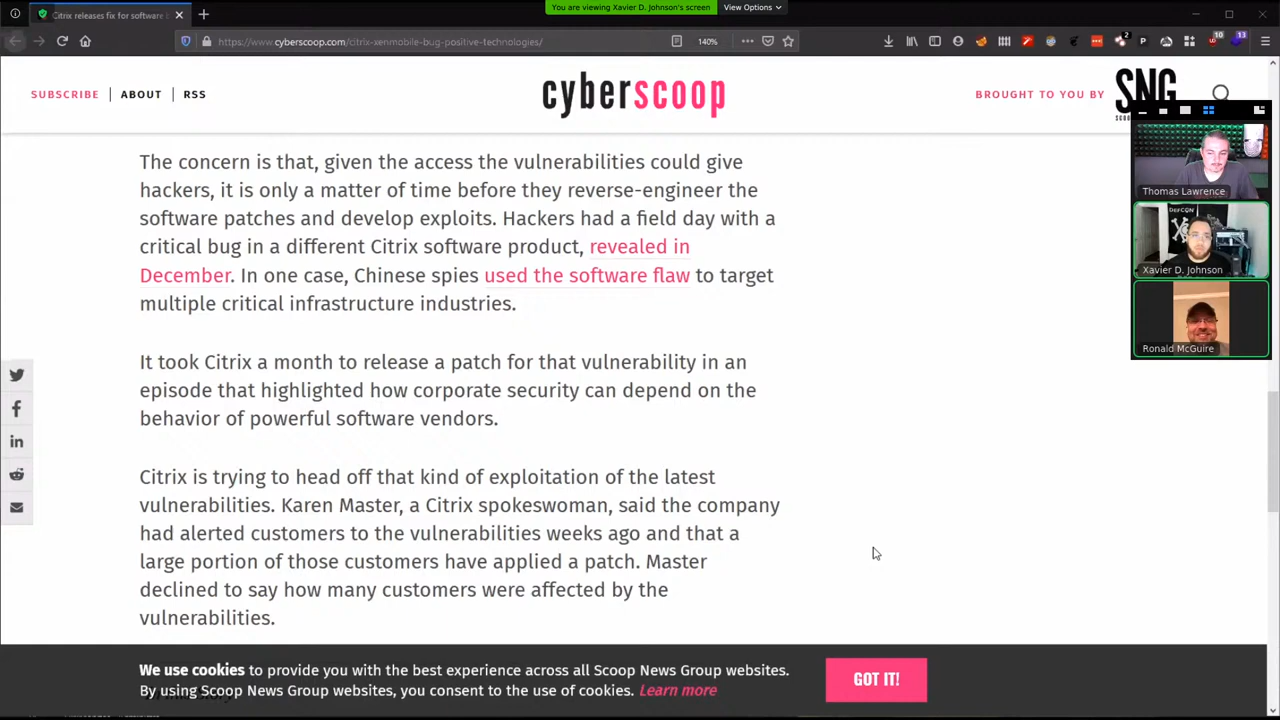 Citrix releases fix for software
You are viewing Xavier D. Johnson's screen
View Options
https://www.cyberscoop.com/citrix-xenmobile-bug-positive-technologies/
140%
2
10
13
SUBSCRIBE
ABOUT
RSS
cyberscoop
BROUGHT TO YOU BY
SNG
The concern is that, given the access the vulnerabilities could give
hackers, it is only a matter of time before they reverse-engineer the
software patches and develop exploits. Hackers had a field day with a
critical bug in a different Citrix software product, revealed in
December. In one case, Chinese spies used the software flaw to target
multiple critical infrastructure industries.
It took Citrix a month to release a patch for that vulnerability in an
episode that highlighted how corporate security can depend on the
behavior of powerful software vendors.
Citrix is trying to head off that kind of exploitation of the latest
vulnerabilities. Karen Master, a Citrix spokeswoman, said the company
had alerted customers to the vulnerabilities weeks ago and that a
large portion of those customers have applied a patch. Master
declined to say how many customers were affected by the
vulnerabilities.
Thomas Lawrence
DEFCON
Xavier D. Johnson
Ronald McGuire
We use cookies to provide you with the best experience across all Scoop News Group websites.
By using Scoop News Group websites, you consent to the use of cookies. Learn more
GOT IT!